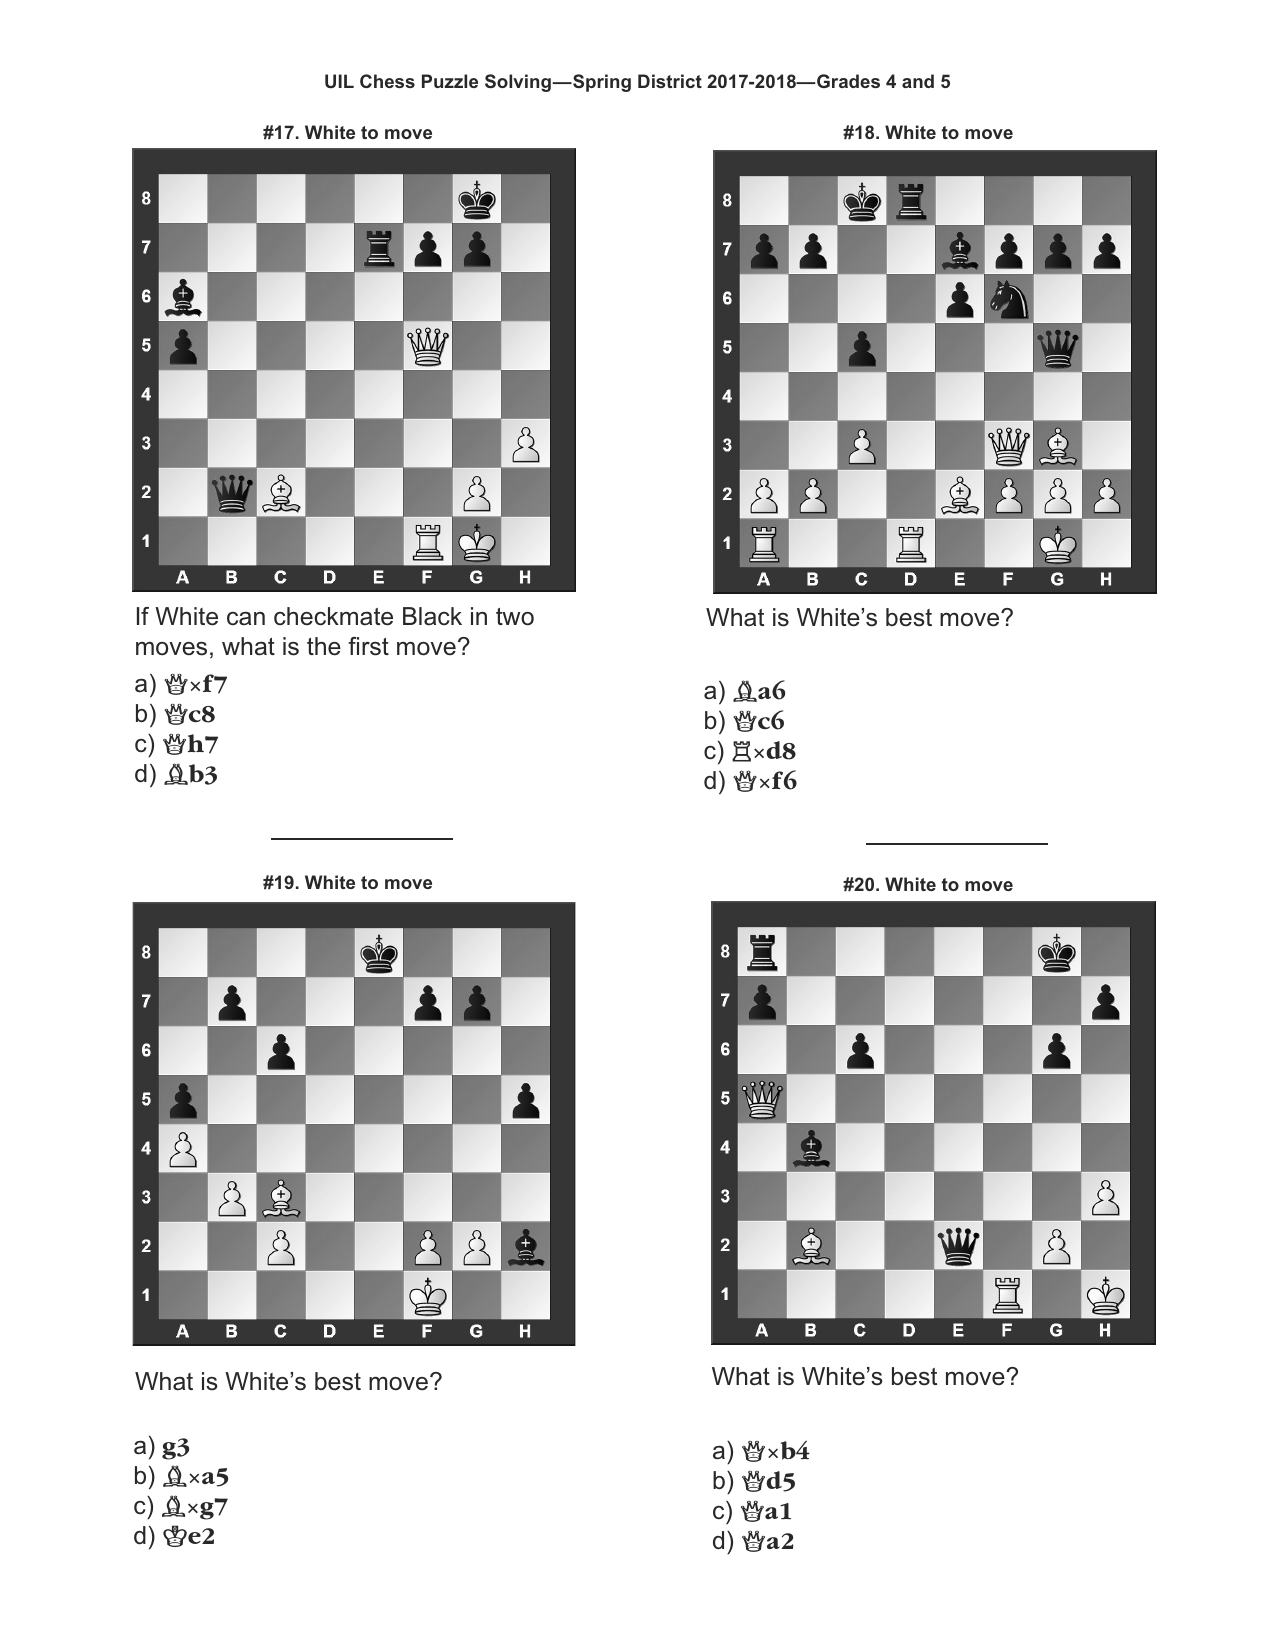 UIL Chess Puzzle Solving—Spring District 2017-2018—Grades 4 and 5
#17. White to move
8
7
6
5
4
3
2
1
A B C D E F G H
If White can checkmate Black in two
moves, what is the first move?
a) ♕×f7
b) ♕c8
c) ♕h7
d) ♗b3
#18. White to move
8
7
6
5
4
3
2
1
A B C D E F G H
What is White’s best move?
a) ♗a6
b) ♕c6
c) ♖×d8
d) ♕×f6
#19. White to move
8
7
6
5
4
3
2
1
A B C D E F G H
What is White’s best move?
a) g3
b) ♗×a5
c) ♗×g7
d) ♔e2
#20. White to move
8
7
6
5
4
3
2
1
A B C D E F G H
What is White’s best move?
a) ♕×b4
b) ♕d5
c) ♕a1
d) ♕a2